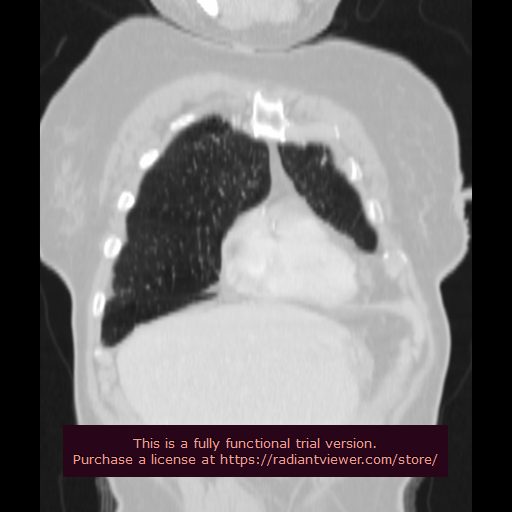 This is a fully functional trial version.
Purchase a license at https://radiantviewer.com/store/